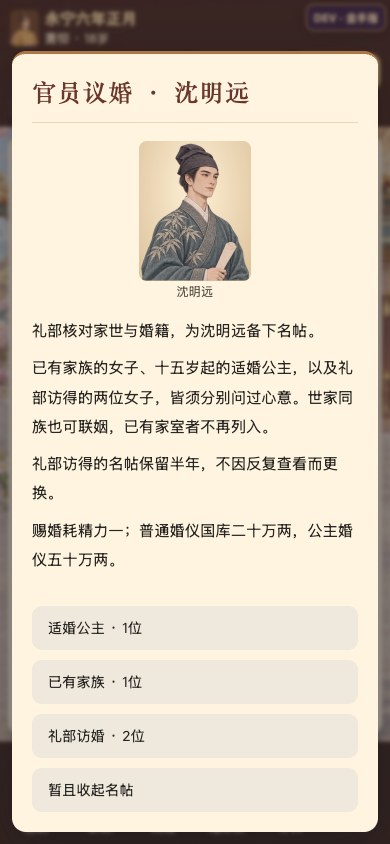 永宁六年正月
官员议婚 · 沈明远
沈明远
礼部核对家世与婚籍，为沈明远备下名帖。
已有家族的女子、十五岁起的适婚公主，以及礼
部访得的两位女子，皆须分别问过心意。世家同
族也可联姻，已有家室者不再列入。
礼部访得的名帖保留半年，不因反复查看而更
换。
赐婚耗精力一；普通婚仪国库二十万两，公主婚
仪五十万两。
适婚公主 · 1位
已有家族 · 1位
礼部访婚 · 2位
暂且收起名帖